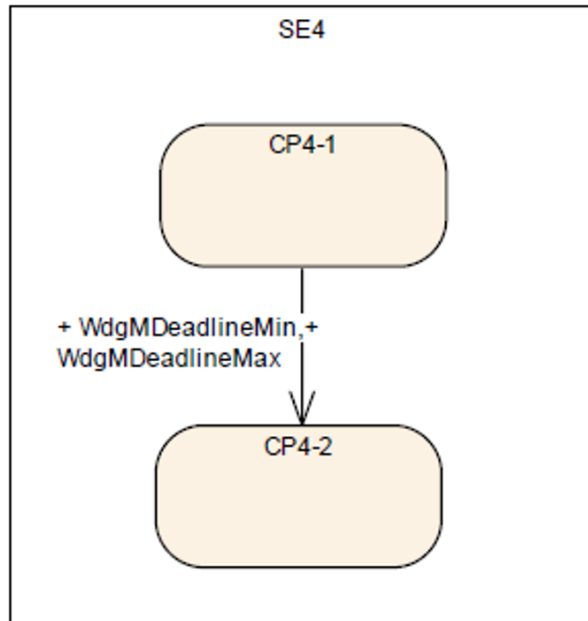 SE4
CP4-1
+ WdgMDeadlineMin,+
WdgMDeadlineMax
CP4-2